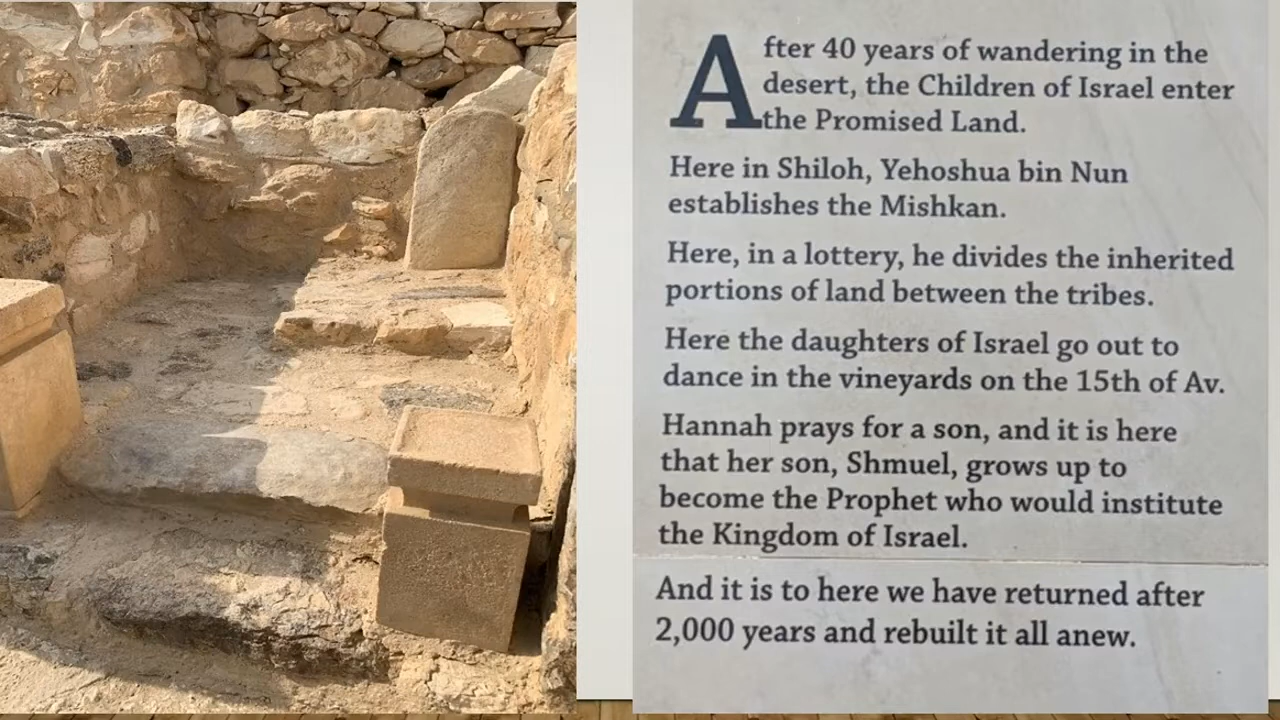 After 40 years of wandering in the
desert, the Children of Israel enter
the Promised Land.
Here in Shiloh, Yehoshua bin Nun
establishes the Mishkan.
Here, in a lottery, he divides the inherited
portions of land between the tribes.
Here the daughters of Israel go out to
dance in the vineyards on the 15th of Av.
Hannah prays for a son, and it is here
that her son, Shmuel, grows up to
become the Prophet who would institute
the Kingdom of Israel.
And it is to here we have returned after
2,000 years and rebuilt it all anew.